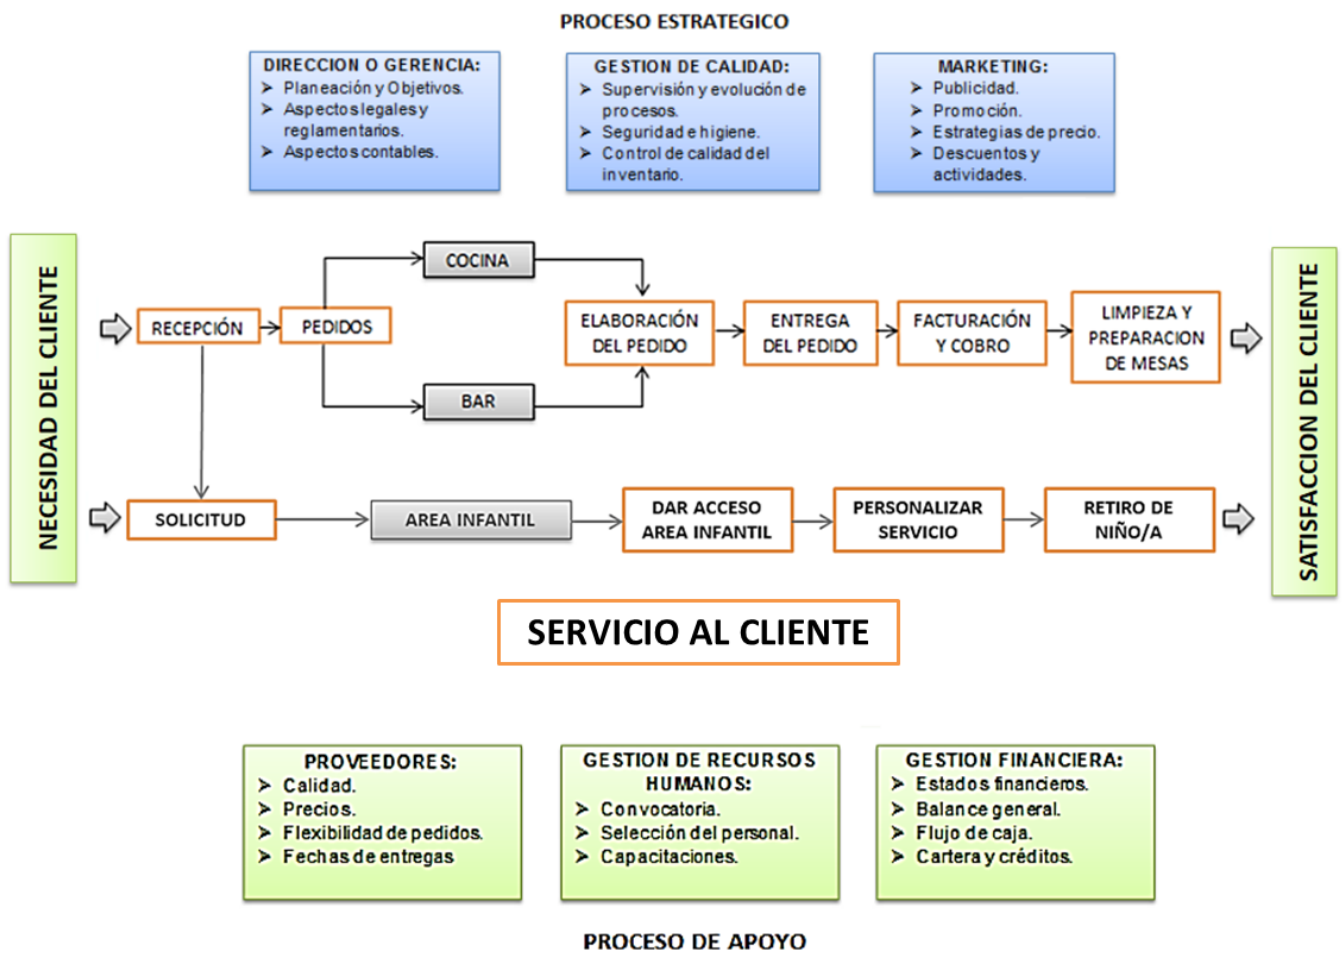 PROCESO ESTRATEGICO
DIRECCION O GERENCIA:
➢ Planeación y Objetivos.
➢ Aspectos legales y
reglamentarios.
➢ Aspectos contables.
GESTION DE CALIDAD:
➢ Supervisión y evolución de
procesos.
➢ Seguridad e higiene.
➢ Control de calidad del
inventario.
MARKETING:
➢ Publicidad.
➢ Promoción.
➢ Estrategias de precio.
➢ Descuentos y
actividades.
NECESIDAD DEL CLIENTE
RECEPCIÓN
PEDIDOS
COCINA
BAR
ELABORACIÓN
DEL PEDIDO
ENTREGA
DEL PEDIDO
FACTURACIÓN
Y COBRO
LIMPIEZA Y
PREPARACION
DE MESAS
SOLICITUD
AREA INFANTIL
DAR ACCESO
AREA INFANTIL
PERSONALIZAR
SERVICIO
RETIRO DE
NIÑO/A
SATISFACCION DEL CLIENTE
SERVICIO AL CLIENTE
PROVEEDORES:
➢ Calidad.
➢ Precios.
➢ Flexibilidad de pedidos.
➢ Fechas de entregas
GESTION DE RECURSOS
HUMANOS:
➢ Convocatoria.
➢ Selección del personal.
➢ Capacitaciones.
GESTION FINANCIERA:
➢ Estados financieros.
➢ Balance general.
➢ Flujo de caja.
➢ Cartera y créditos.
PROCESO DE APOYO